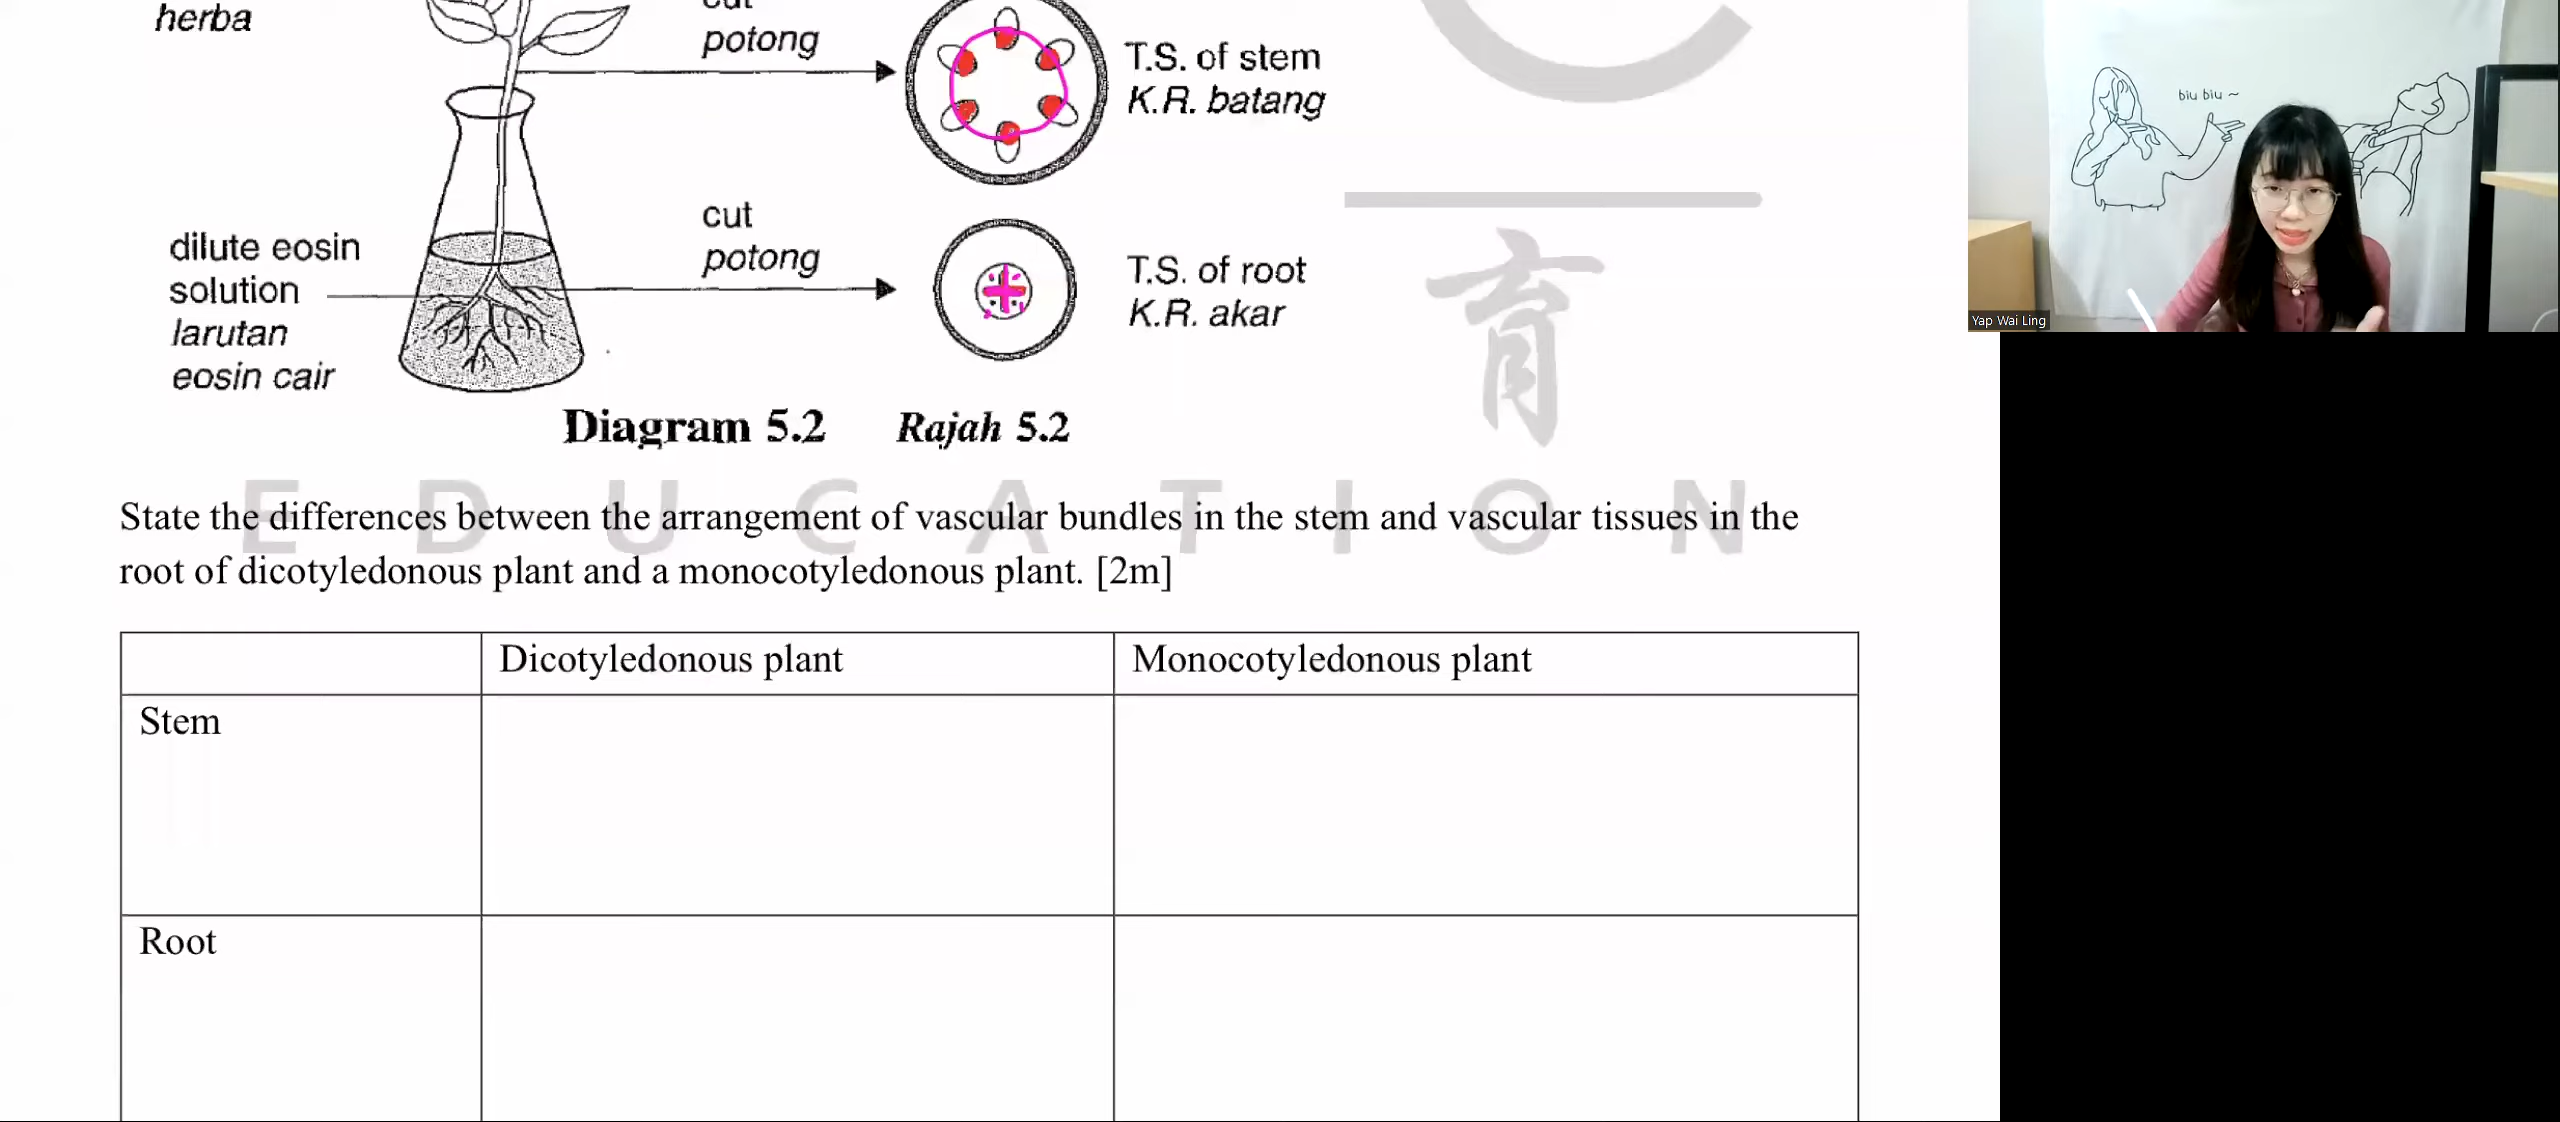 herba
potong
T.S. of stem
K.R. batang
biu biu ~
cut
potong
dilute eosin
solution
larutan
eosin cair
T.S. of root
K.R. akar
育
Yap Wai Ling
Diagram 5.2 Rajah 5.2
EDUCATION
State the differences between the arrangement of vascular bundles in the stem and vascular tissues in the
root of dicotyledonous plant and a monocotyledonous plant. [2m]
Dicotyledonous plant Monocotyledonous plant
Stem
Root